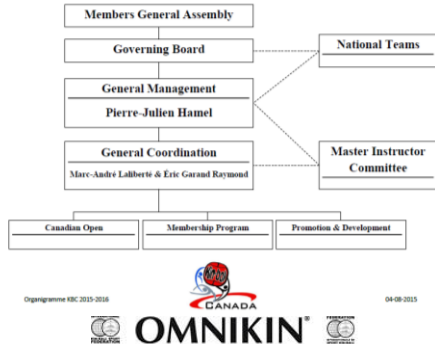 Members General Assembly
Governing Board
National Teams
General Management
Pierre-Julien Hamel
General Coordination
Marc-André Laliberté & Éric Garand Raymond
Master Instructor
Committee
Canadian Open
Membership Program
Promotion & Development
Organigramme KBC 2015-2016
CANADA
04-08-2015
OMNIKIN®
FEDERATION